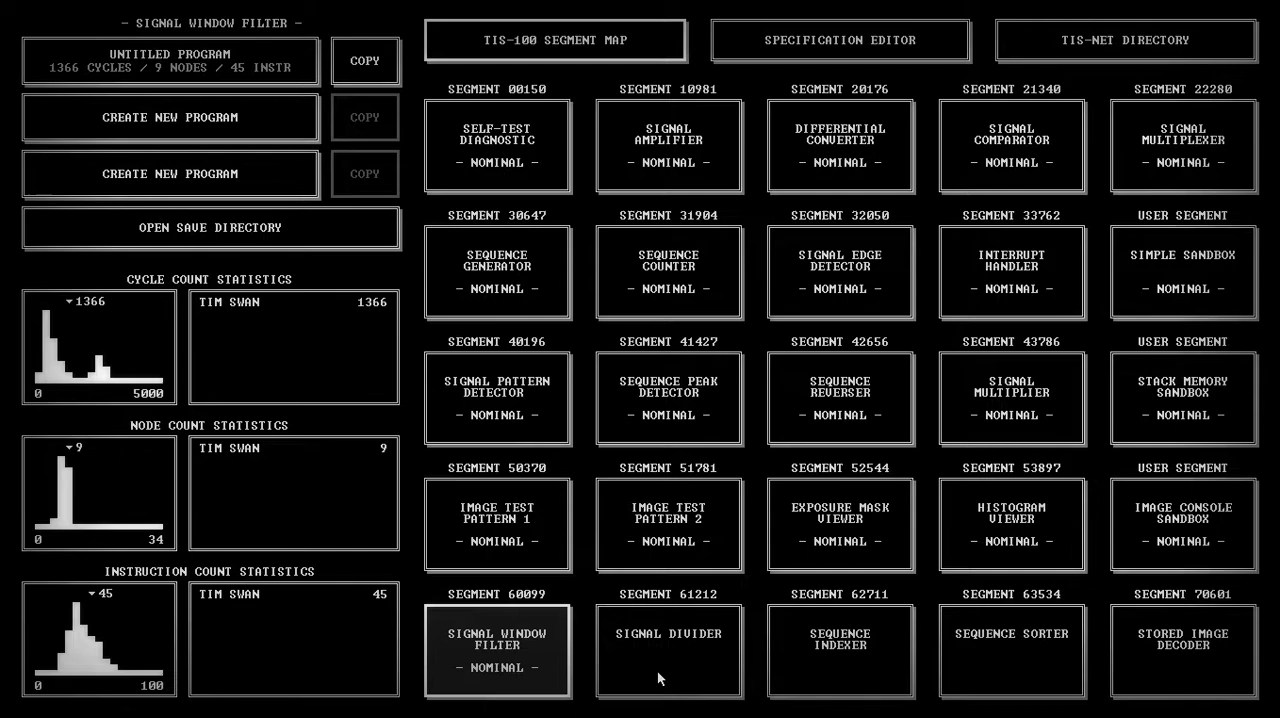 – SIGNAL WINDOW FILTER –
UNTITLED PROGRAM
1366 CYCLES / 9 NODES / 45 INSTR
COPY
CREATE NEW PROGRAM
COPY
CREATE NEW PROGRAM
COPY
OPEN SAVE DIRECTORY
CYCLE COUNT STATISTICS
1366
0 5000
TIM SWAN 1366
NODE COUNT STATISTICS
9
0 34
TIM SWAN 9
INSTRUCTION COUNT STATISTICS
45
0 100
TIM SWAN 45
TIS-100 SEGMENT MAP
SPECIFICATION EDITOR
TIS-NET DIRECTORY
SEGMENT 00150
SELF-TEST
DIAGNOSTIC
– NOMINAL –
SEGMENT 10981
SIGNAL
AMPLIFIER
– NOMINAL –
SEGMENT 20176
DIFFERENTIAL
CONVERTER
– NOMINAL –
SEGMENT 21340
SIGNAL
COMPARATOR
– NOMINAL –
SEGMENT 22280
SIGNAL
MULTIPLEXER
– NOMINAL –
SEGMENT 30647
SEQUENCE
GENERATOR
– NOMINAL –
SEGMENT 31904
SEQUENCE
COUNTER
– NOMINAL –
SEGMENT 32050
SIGNAL EDGE
DETECTOR
– NOMINAL –
SEGMENT 33762
INTERRUPT
HANDLER
– NOMINAL –
USER SEGMENT
SIMPLE SANDBOX
– NOMINAL –
SEGMENT 40196
SIGNAL PATTERN
DETECTOR
– NOMINAL –
SEGMENT 41427
SEQUENCE PEAK
DETECTOR
– NOMINAL –
SEGMENT 42656
SEQUENCE
REVERSER
– NOMINAL –
SEGMENT 43786
SIGNAL
MULTIPLIER
– NOMINAL –
USER SEGMENT
STACK MEMORY
SANDBOX
– NOMINAL –
SEGMENT 50370
IMAGE TEST
PATTERN 1
– NOMINAL –
SEGMENT 51781
IMAGE TEST
PATTERN 2
– NOMINAL –
SEGMENT 52544
EXPOSURE MASK
VIEWER
– NOMINAL –
SEGMENT 53897
HISTOGRAM
VIEWER
– NOMINAL –
USER SEGMENT
IMAGE CONSOLE
SANDBOX
– NOMINAL –
SEGMENT 60099
SIGNAL WINDOW
FILTER
– NOMINAL –
SEGMENT 61212
SIGNAL DIVIDER
SEGMENT 62711
SEQUENCE
INDEXER
SEGMENT 63534
SEQUENCE SORTER
SEGMENT 70601
STORED IMAGE
DECODER